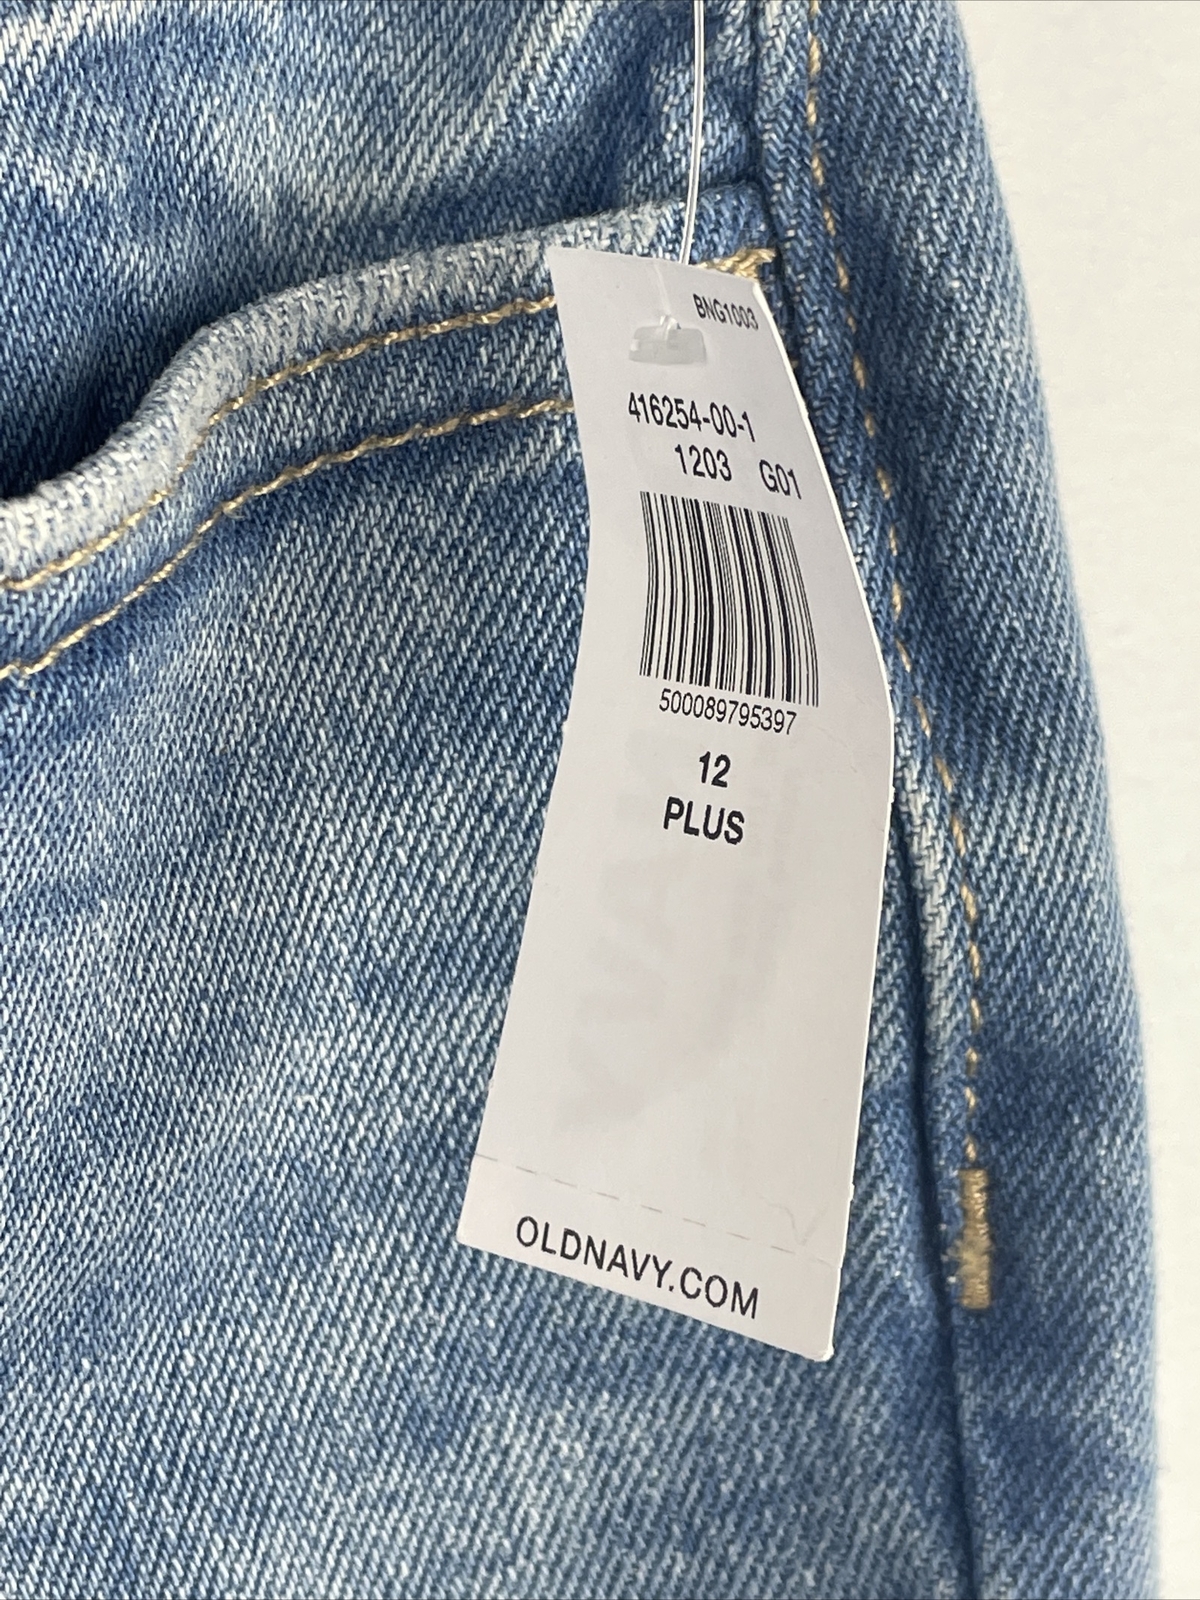 BNG1003
416254-00-1
1203 G01
500089795397
12
PLUS
OLDNAVY.COM